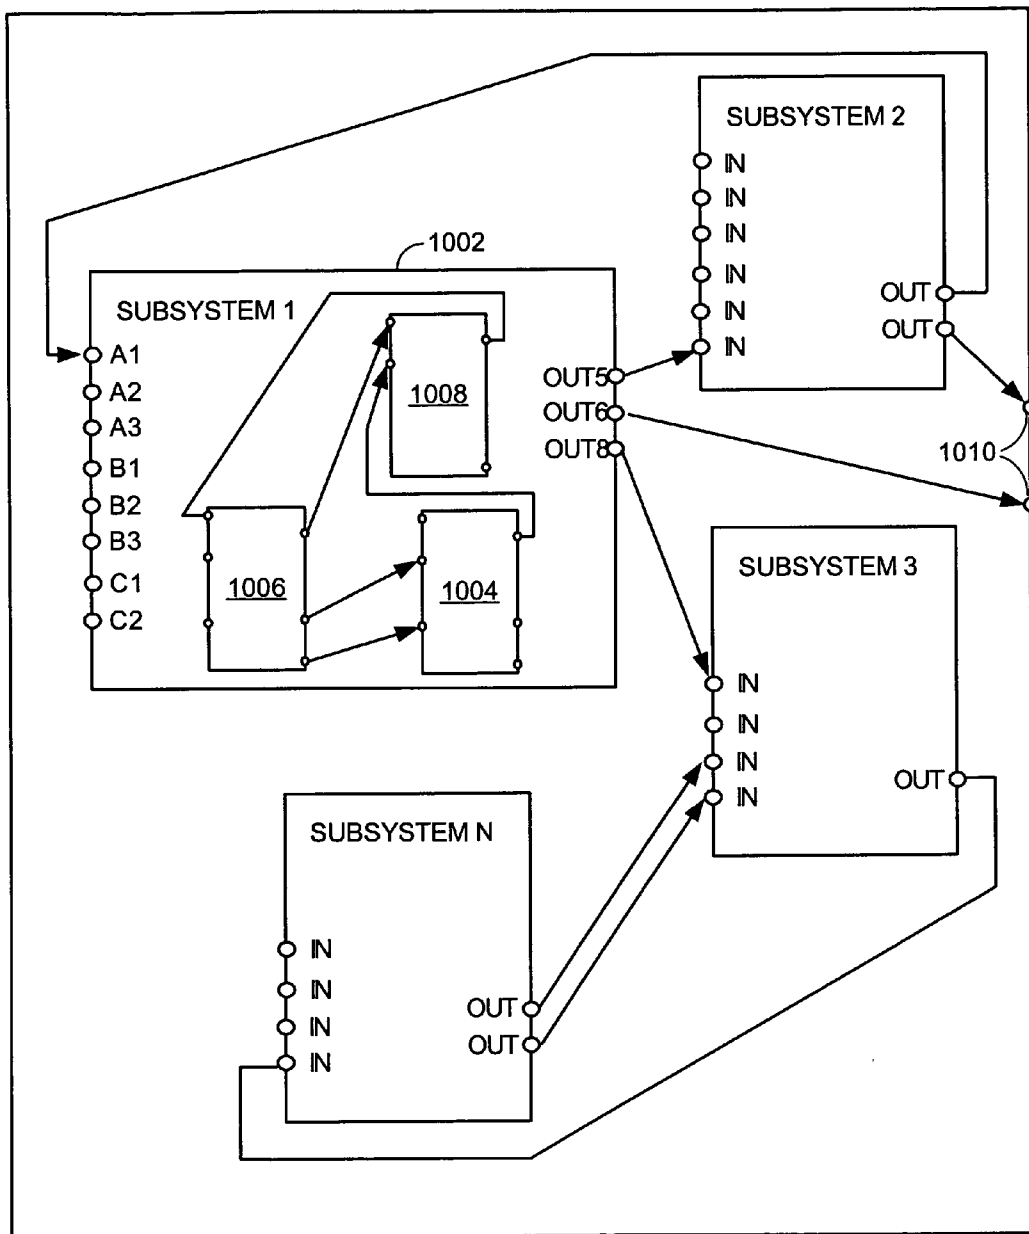 SUBSYSTEM 2
IN
IN
IN
IN
IN
IN
OUT
OUT
1002
SUBSYSTEM 1
A1
A2
A3
B1
B2
B3
C1
C2
1008
1006
1004
OUT5
OUT6
OUT8
1010
SUBSYSTEM 3
IN
IN
IN
IN
OUT
SUBSYSTEM N
IN
IN
IN
IN
OUT
OUT